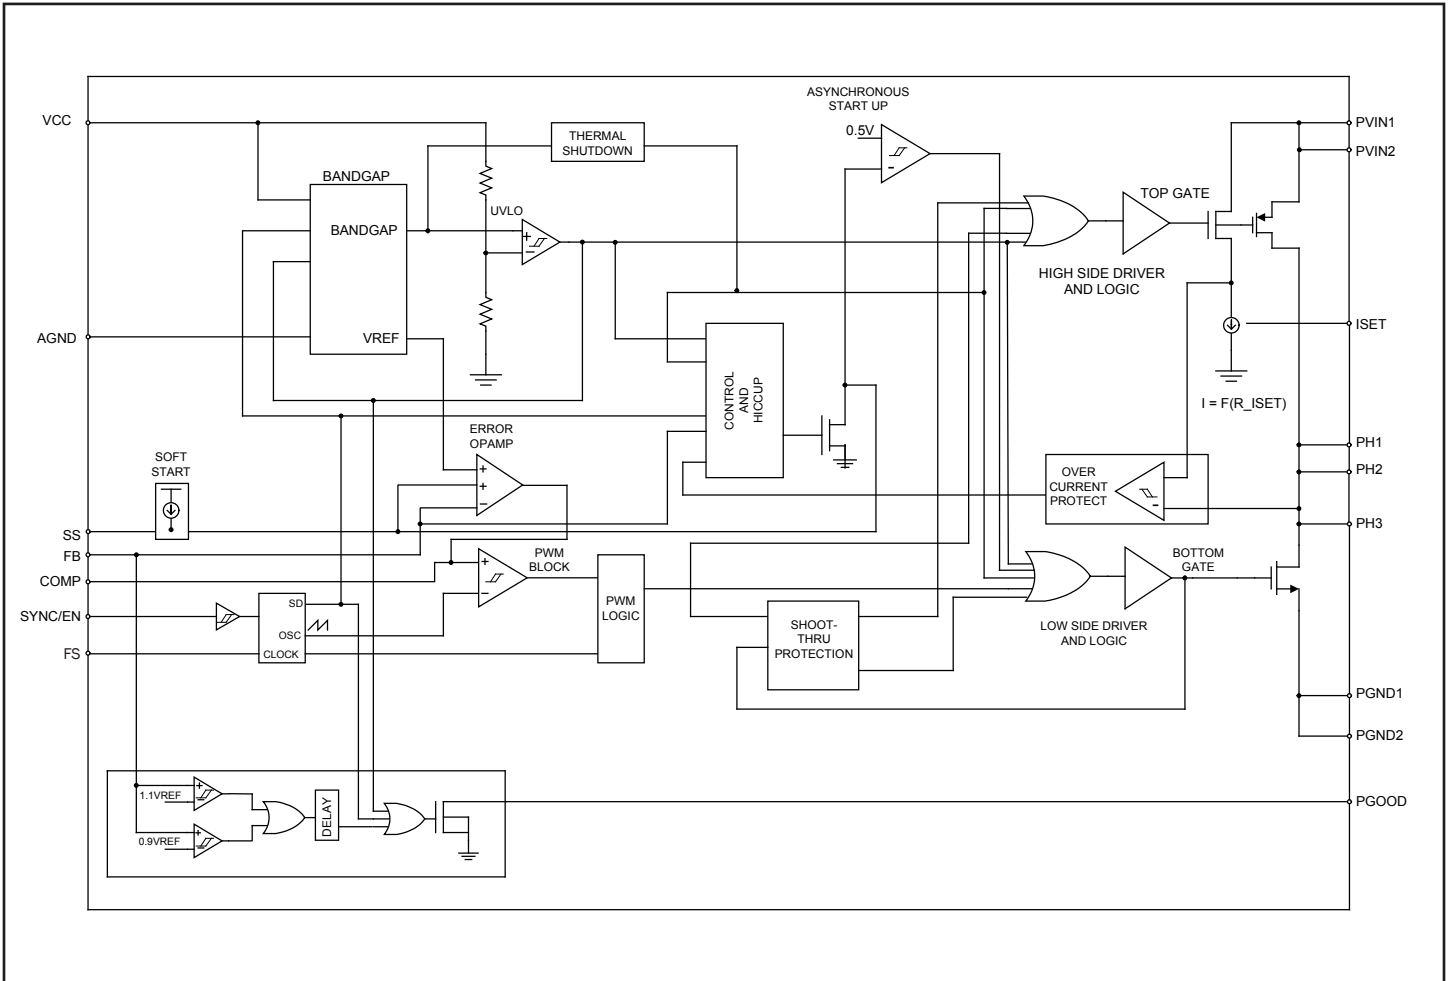 ASYNCHRONOUS
START UP
VCC
0.5V
PVIN1
THERMAL
SHUTDOWN
PVIN2
BANDGAP
TOP GATE
UVLO
BANDGAP
+
−
-
HIGH SIDE DRIVER
AND LOGIC
AGND
VREF
ISET
CONTROL
AND
HICCUP
I = F(R_ISET)
ERROR
OPAMP
PH1
SOFT
START
+
+
−
OVER
CURRENT
PROTECT
-
PH2
SS
PH3
FB
PWM
BLOCK
BOTTOM
GATE
COMP
+
−
PWM
LOGIC
SYNC/EN
SD
OSC
CLOCK
SHOOT-
THRU
PROTECTION
LOW SIDE DRIVER
AND LOGIC
FS
PGND1
PGND2
+
1.1VREF
DELAY
PGOOD
+
0.9VREF